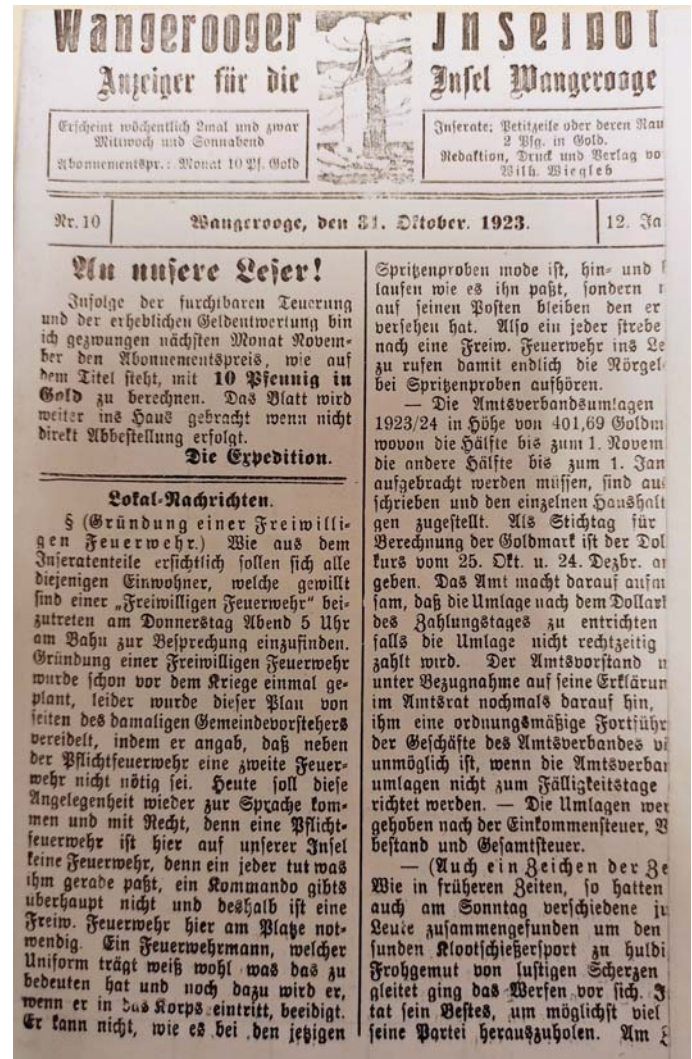 Wangerooger Inselbot
Anzeiger für die Insel Wangerooge
Erscheint wöchentlich 2mal und zwar
Mittwoch und Sonnabend
Abonnementspr.: Monat 10 Pf. Gold
Inserate: Petitzeile oder deren Rau
2 Pfg. in Gold.
Redaktion, Druck und Verlag vo
Wilh. Wiegleb
Nr. 10
Wangerooge, den 31. Oktober. 1923.
12. Ja
An unsere Leser!
Infolge der furchtbaren Teuerung
und der erheblichen Geldentwertung bin
ich gezwungen nächsten Monat Novem-
ber den Abonnementspreis, wie auf
dem Titel steht, mit 10 Pfennig in
Gold zu berechnen. Das Blatt wird
weiter ins Haus gebracht wenn nicht
direkt Abbestellung erfolgt.
Die Expedition.
Lokal-Nachrichten.
§ (Gründung einer Freiwilli-
gen Feuerwehr.) Wie aus dem
Inseratenteile ersichtlich sollen sich alle
diejenigen Einwohner, welche gewillt
sind einer „Freiwilligen Feuerwehr“ bei-
zutreten am Donnerstag Abend 5 Uhr
am Bahn zur Besprechung einzufinden.
Gründung einer Freiwilligen Feuerwehr
wurde schon vor dem Kriege einmal ge-
plant, leider wurde dieser Plan von
seiten des damaligen Gemeindevorstehers
vereidelt, indem er angab, daß neben
der Pflichtfeuerwehr eine zweite Feuer-
wehr nicht nötig sei. Heute soll diese
Angelegenheit wieder zur Sprache kom-
men und mit Recht, denn eine Pflicht-
feuerwehr ist hier auf unserer Insel
keine Feuerwehr, denn ein jeder tut was
ihm gerade paßt, ein Kommando gibts
überhaupt nicht und deshalb ist eine
Freiw. Feuerwehr hier am Platze not-
wendig. Ein Feuerwehrmann, welcher
Uniform trägt weiß wohl was das zu
bedeuten hat und noch dazu wird er,
wenn er in das Korps eintritt, beeidigt.
Er kann nicht, wie es bei den jetzigen
Spritzenproben mode ist, hin- und
laufen wie es ihn paßt, sondern
auf seinen Posten bleiben den er
versehen hat. Also ein jeder strebe
nach eine Freiw. Feuerwehr ins Le
zu rufen damit endlich die Nörgel
bei Spritzenproben aufhören.
— Die Amtsverbandsumlagen
1923/24 in Höhe von 401,69 Goldm
wovon die Hälfte bis zum 1. Novem
die andere Hälfte bis zum 1. Jan
aufgebracht werden müssen, sind aus
schrieben und den einzelnen Haushalt
gen zugestellt. Als Stichtag für
Berechnung der Goldmark ist der Dol
kurs vom 25. Okt. u. 24. Dezbr. an
geben. Das Amt macht darauf aufm
sam, daß die Umlage nach dem Dollark
des Zahlungstages zu entrichten
falls die Umlage nicht rechtzeitig
zahlt wird. Der Amtsvorstand
unter Bezugnahme auf seine Erklärun
im Amtsrat nochmals darauf hin,
ihm eine ordnungsmäßige Fortführ
der Geschäfte des Amtsverbandes
unmöglich ist, wenn die Amtsverban
umlagen nicht zum Fälligkeitstage
richtet werden. — Die Umlagen wer
gehoben nach der Einkommensteuer,
bestand und Gesamtsteuer.
— (Auch ein Zeichen der Ze
Wie in früheren Zeiten, so hatten
auch am Sonntag verschiedene ju
Leute zusammengefunden um den
sunden Klootschießersport zu huldi
Frohgemut von lustigen Scherzen
gleitet ging das Werfen vor sich. J
tat sein Bestes, um möglichst viel
seine Partei herauszuholen. Am